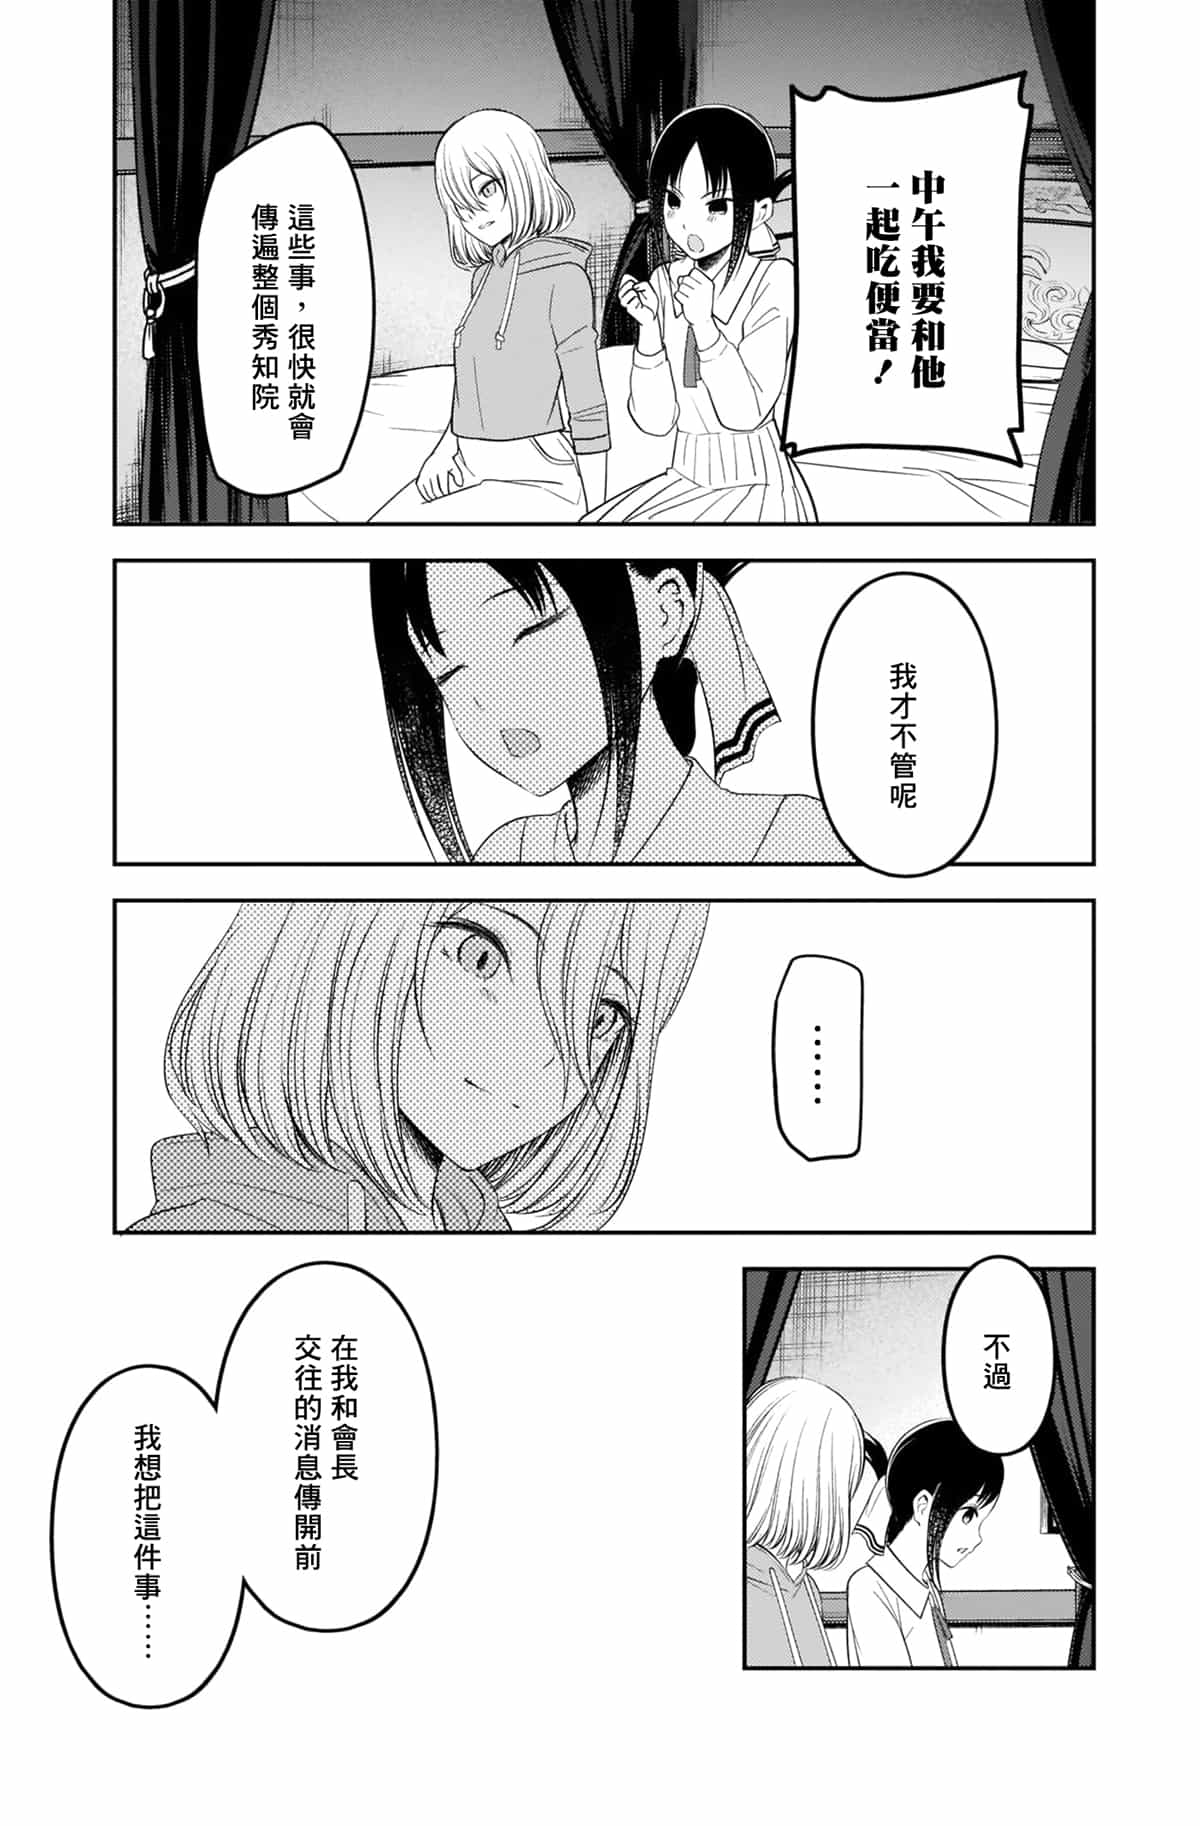 中午我要和他
一起吃便當！
這些事，很快就會
傳遍整個秀知院
我才不管呢
⋯⋯
不過
在我和會長
交往的消息傳開前
我想把這件事⋯⋯